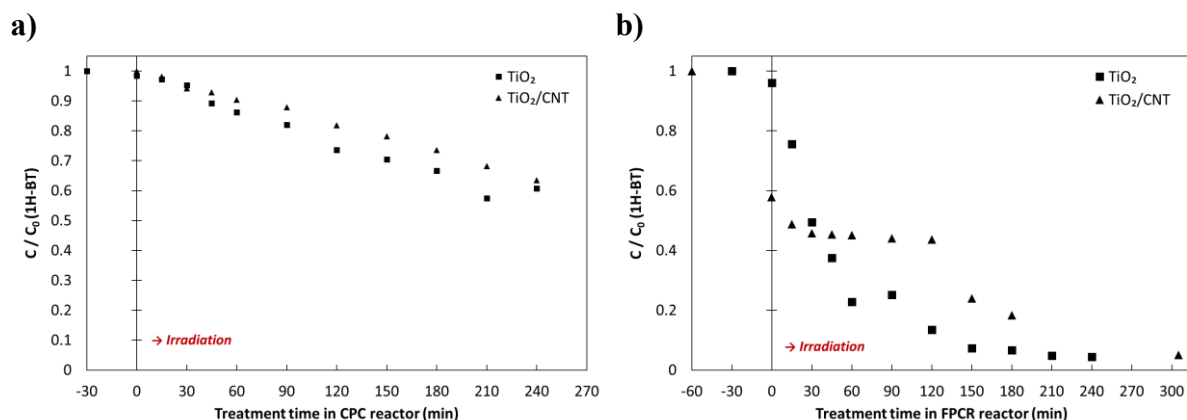 a)
1
0.9
0.8
0.7
0.6
0.5
0.4
0.3
0.2
0.1
0
C / C₀ (1H-BT)
■ TiO₂
▲ TiO₂/CNT
→ Irradiation
-30 0 30 60 90 120 150 180 210 240 270
Treatment time in CPC reactor (min)
b)
1
0.8
0.6
0.4
0.2
0
C / C₀ (1H-BT)
■ TiO₂
▲ TiO₂/CNT
→ Irradiation
-60 -30 0 30 60 90 120 150 180 210 240 270 300
Treatment time in FPCR reactor (min)